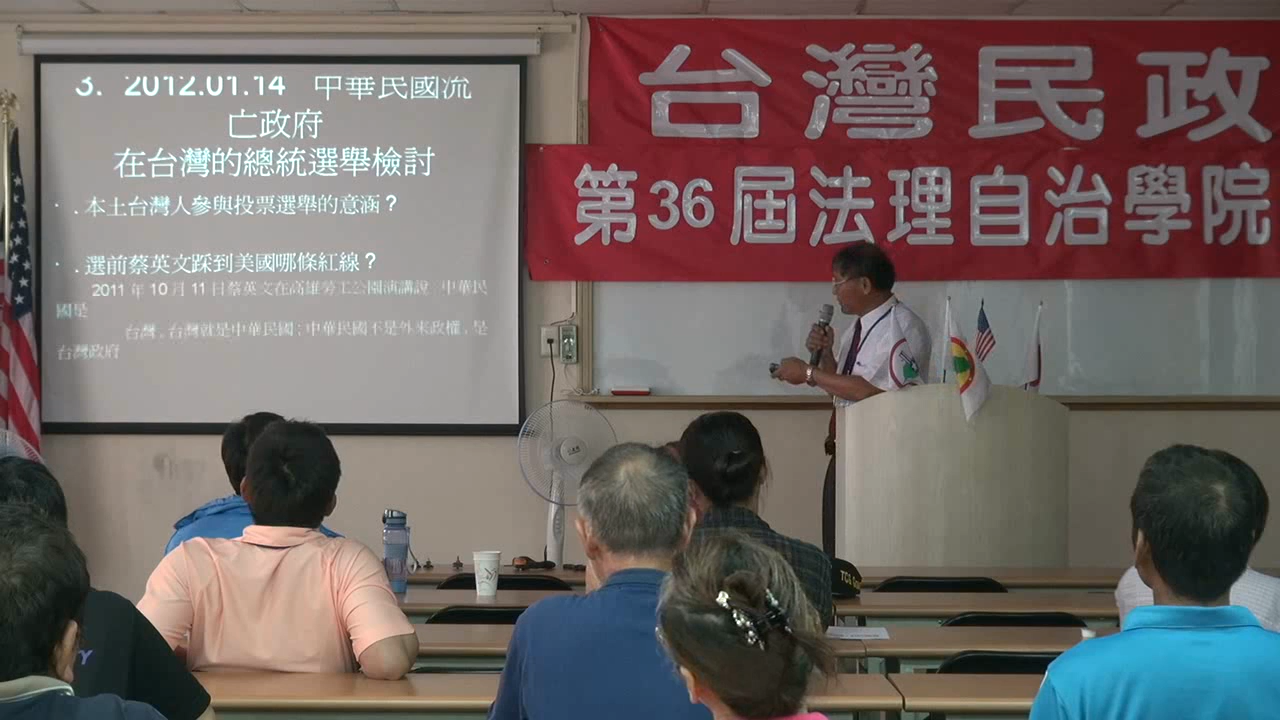 3. 2012.01.14 中華民國流
亡政府
在台灣的總統選舉檢討
. 本土台灣人參與投票選舉的意涵？
. 選前蔡英文踩到美國哪條紅線？
2011 年 10 月 11 日蔡英文在高雄勞工公園演講說 中華民
國是
台灣，台灣就是中華民國；中華民國不是外來政權，是
台灣政府
台灣民政
第36屆法理自治學院
TCG
Y